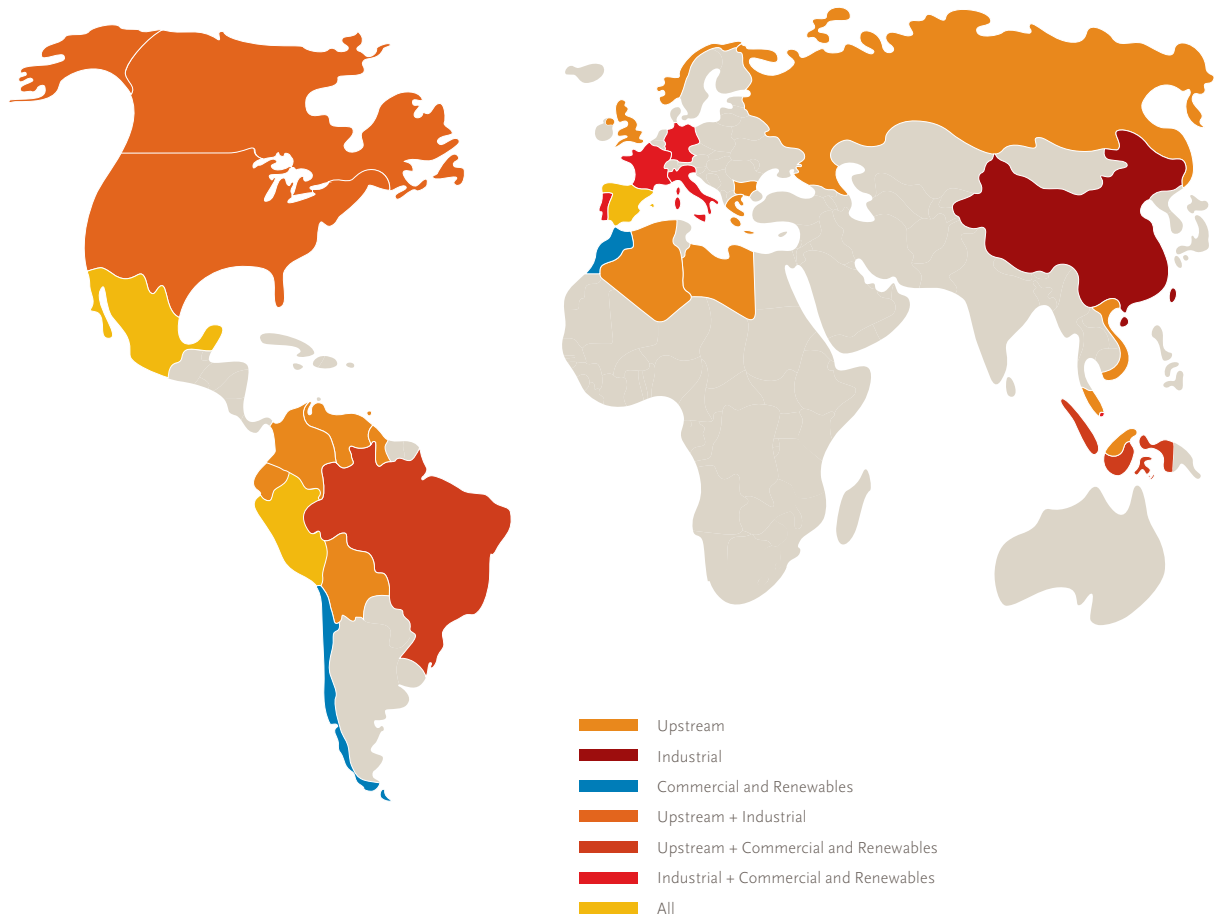 Upstream
Industrial
Commercial and Renewables
Upstream + Industrial
Upstream + Commercial and Renewables
Industrial + Commercial and Renewables
All